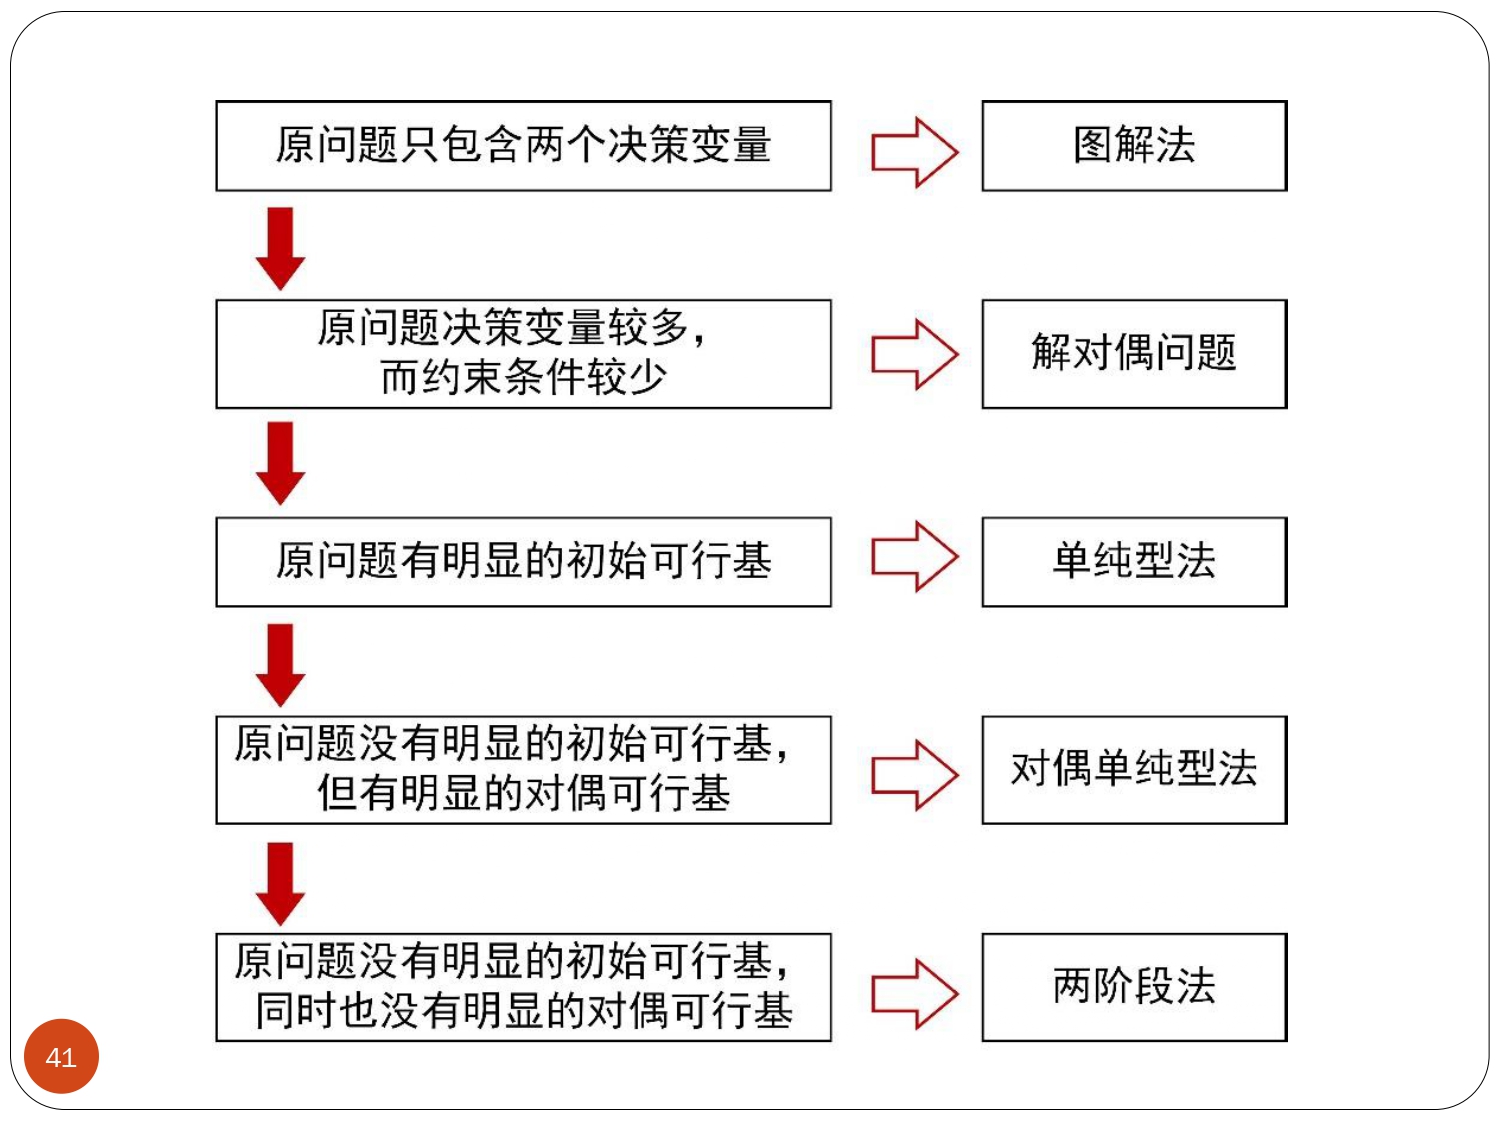 原问题只包含两个决策变量
图解法
原问题决策变量较多，
而约束条件较少
解对偶问题
原问题有明显的初始可行基
单纯型法
原问题没有明显的初始可行基，
但有明显的对偶可行基
对偶单纯型法
原问题没有明显的初始可行基，
同时也没有明显的对偶可行基
两阶段法
41